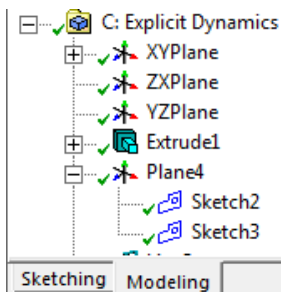 C: Explicit Dynamics
XYPlane
ZXPlane
YZPlane
Extrude1
Plane4
Sketch2
Sketch3
Sketching Modeling